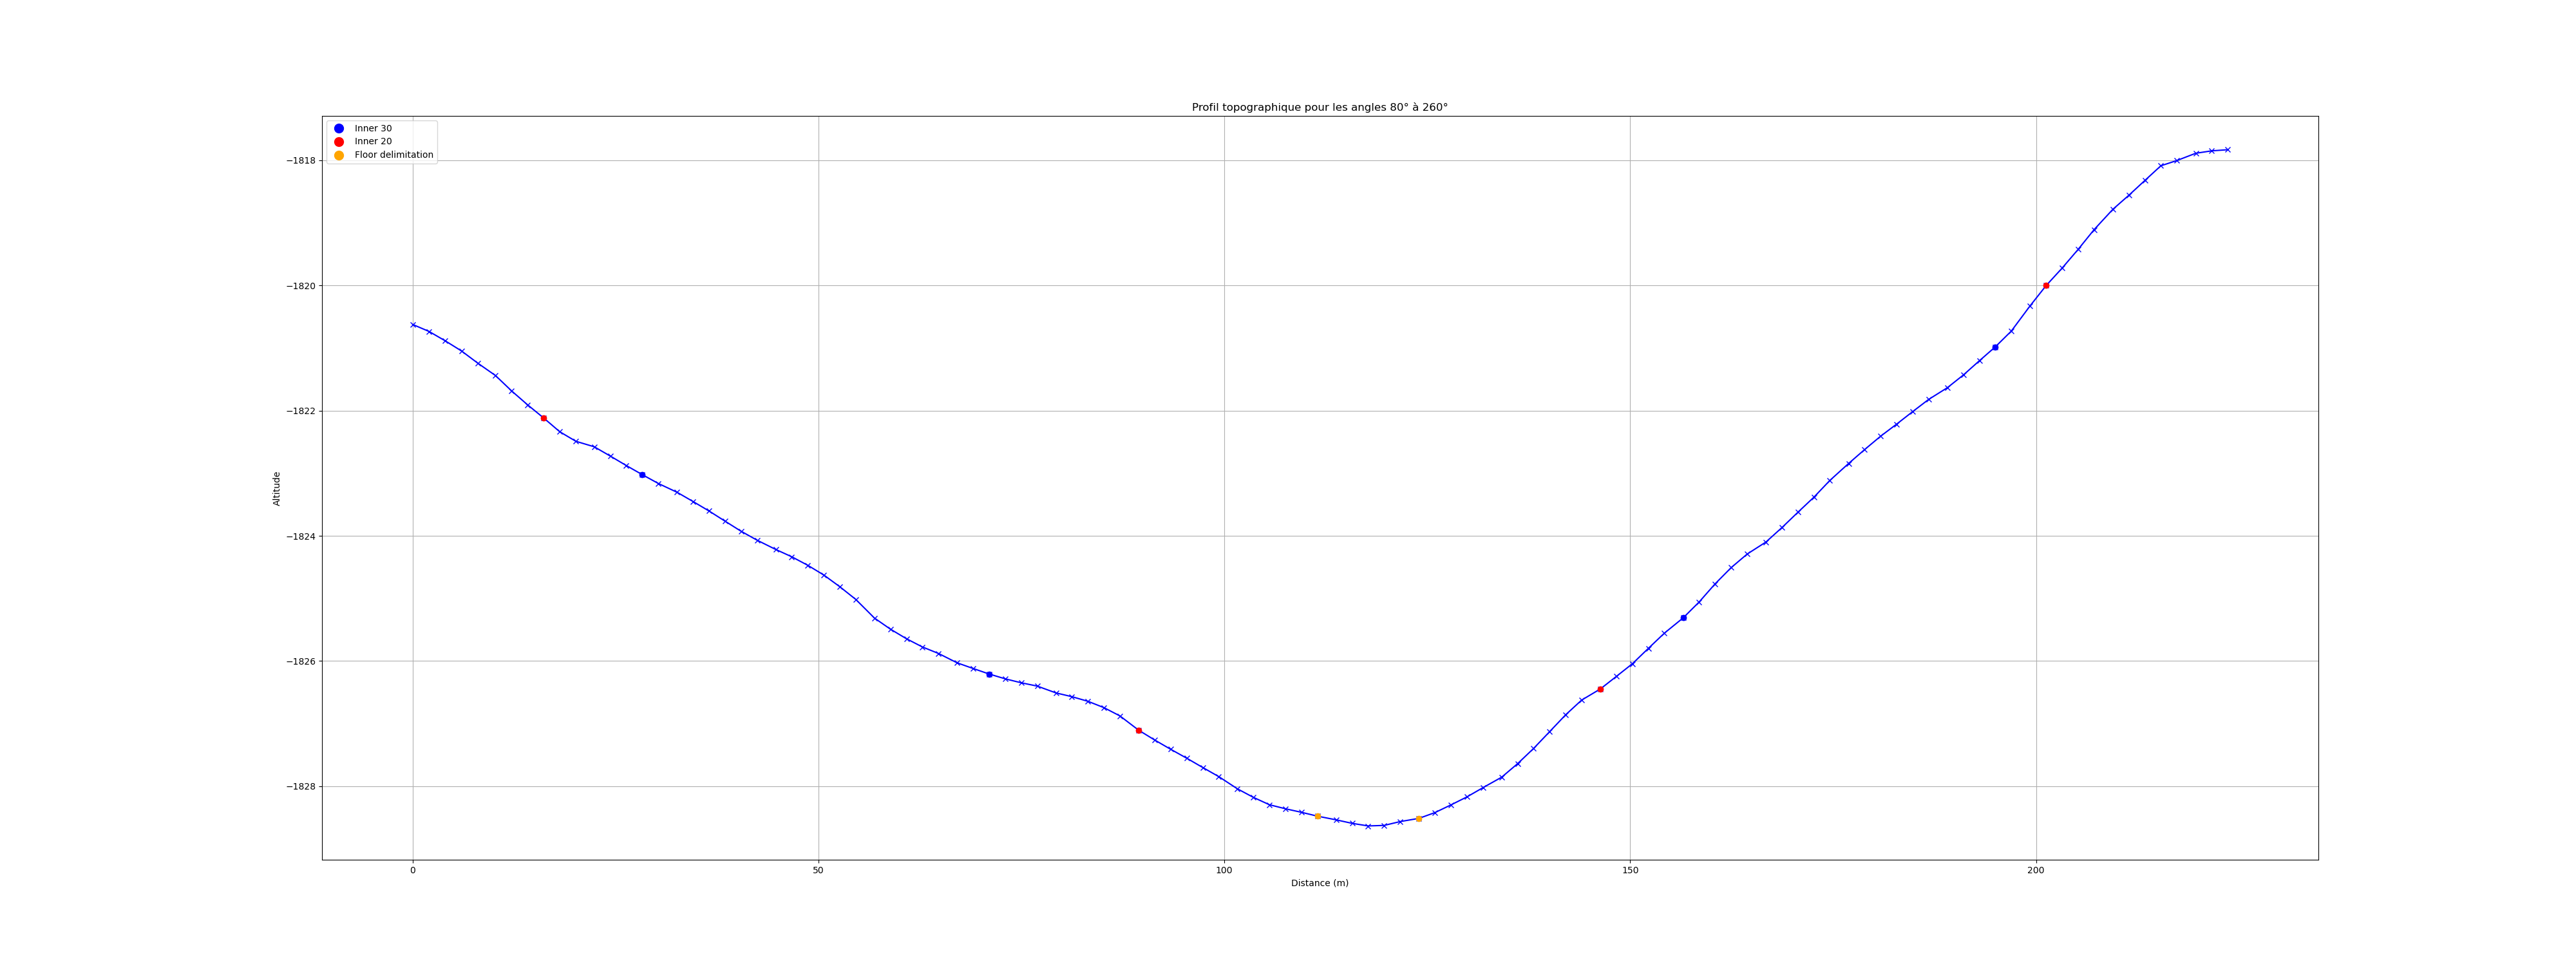 Profil topographique pour les angles 80° à 260°
Inner 30
Inner 20
Floor delimitation
−1818
−1820
−1822
−1824
−1826
−1828
Altitude
0 50 100 150 200
Distance (m)